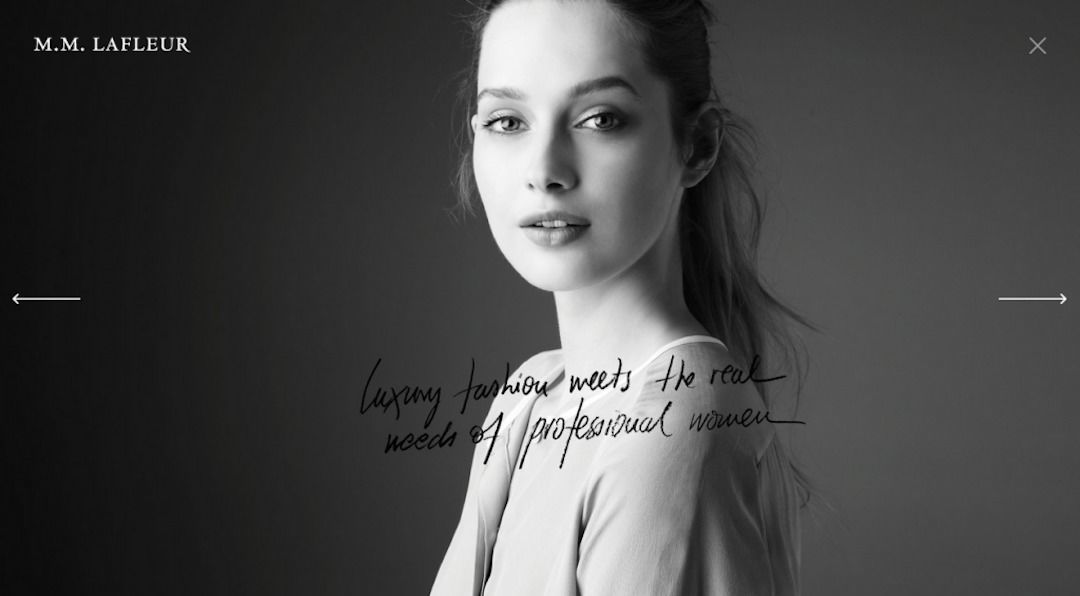 M.M. LAFLEUR
luxury fashion meets the real
needs of professional women